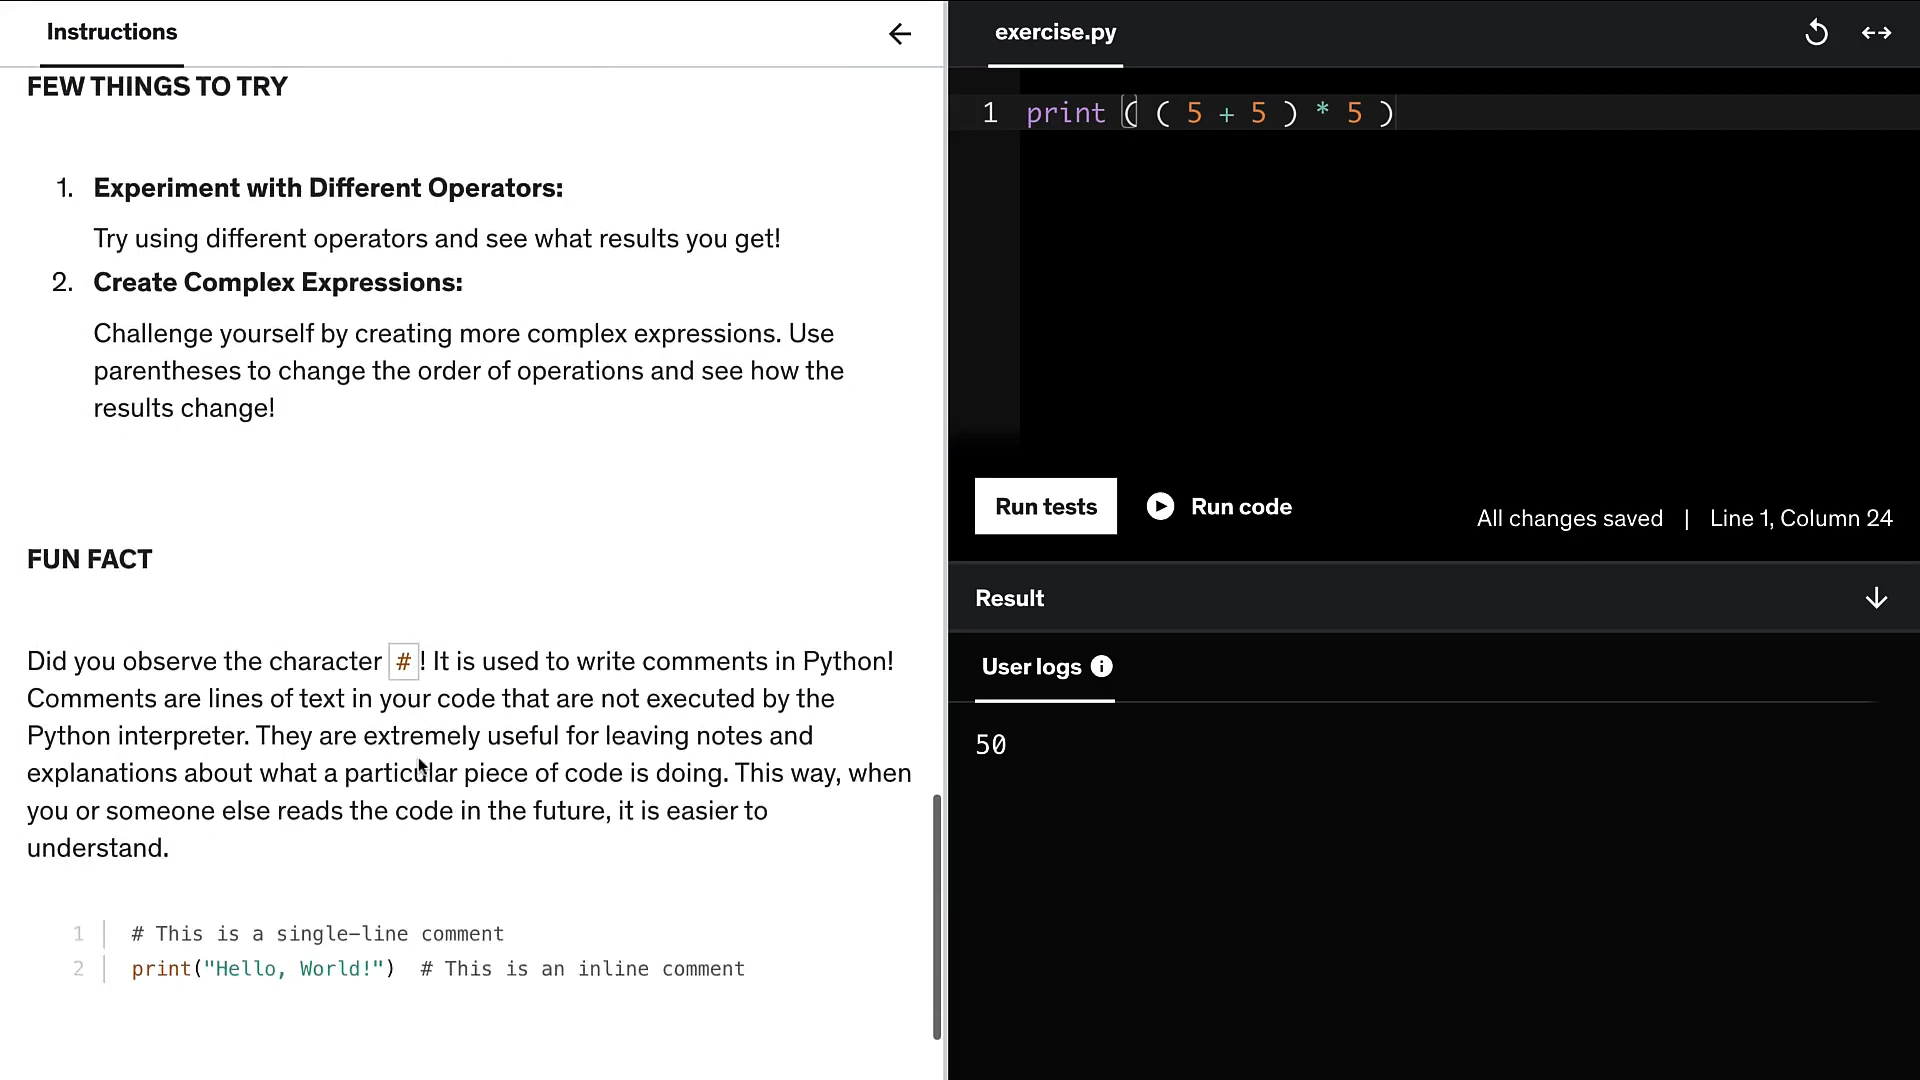 Instructions
FEW THINGS TO TRY
1. Experiment with Different Operators:
Try using different operators and see what results you get!
2. Create Complex Expressions:
Challenge yourself by creating more complex expressions. Use
parentheses to change the order of operations and see how the
results change!
FUN FACT
Did you observe the character # ! It is used to write comments in Python!
Comments are lines of text in your code that are not executed by the
Python interpreter. They are extremely useful for leaving notes and
explanations about what a particular piece of code is doing. This way, when
you or someone else reads the code in the future, it is easier to
understand.
1 # This is a single-line comment
2 print("Hello, World!")  # This is an inline comment
exercise.py
1 print ( ( 5 + 5 ) * 5 )
Run tests
Run code
All changes saved | Line 1, Column 24
Result
User logs
50